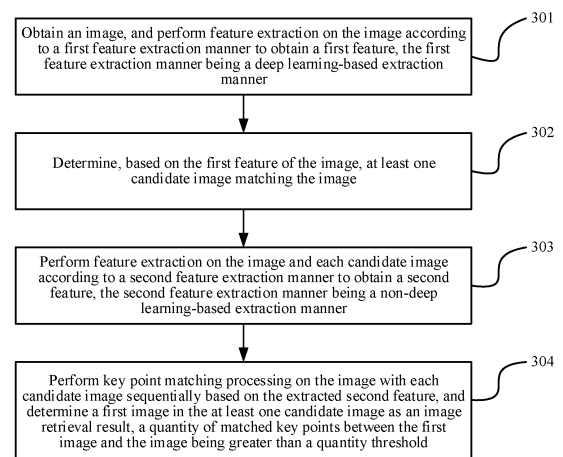 Obtain an image, and perform feature extraction on the image according
to a first feature extraction manner to obtain a first feature, the first
feature extraction manner being a deep learning-based extraction
manner
301
Determine, based on the first feature of the image, at least one
candidate image matching the image
302
Perform feature extraction on the image and each candidate image
according to a second feature extraction manner to obtain a second
feature, the second feature extraction manner being a non-deep
learning-based extraction manner
303
Perform key point matching processing on the image with each
candidate image sequentially based on the extracted second feature, and
determine a first image in the at least one candidate image as an image
retrieval result, a quantity of matched key points between the
first image and the image being greater than a quantity threshold
304